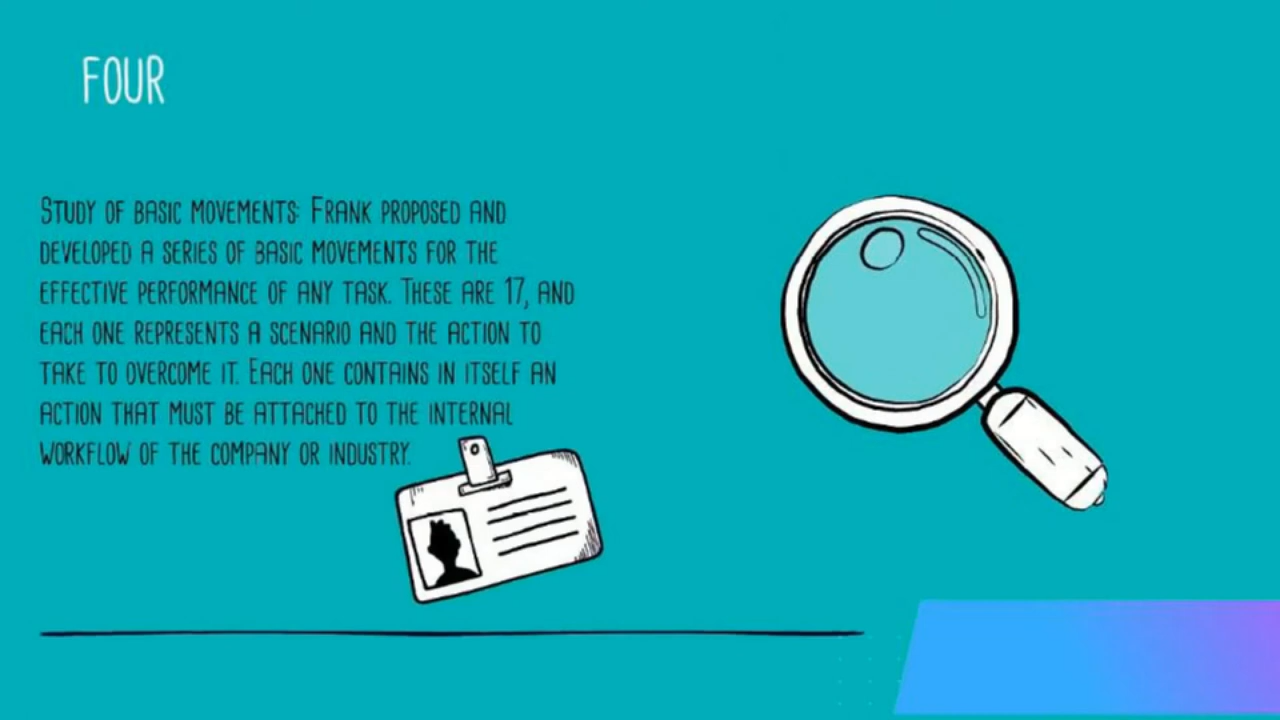 FOUR
STUDY OF BASIC MOVEMENTS: FRANK PROPOSED AND
DEVELOPED A SERIES OF BASIC MOVEMENTS FOR THE
EFFECTIVE PERFORMANCE OF ANY TASK. THESE ARE 17, AND
EACH ONE REPRESENTS A SCENARIO AND THE ACTION TO
TAKE TO OVERCOME IT. EACH ONE CONTAINS IN ITSELF AN
ACTION THAT MUST BE ATTACHED TO THE INTERNAL
WORKFLOW OF THE COMPANY OR INDUSTRY.